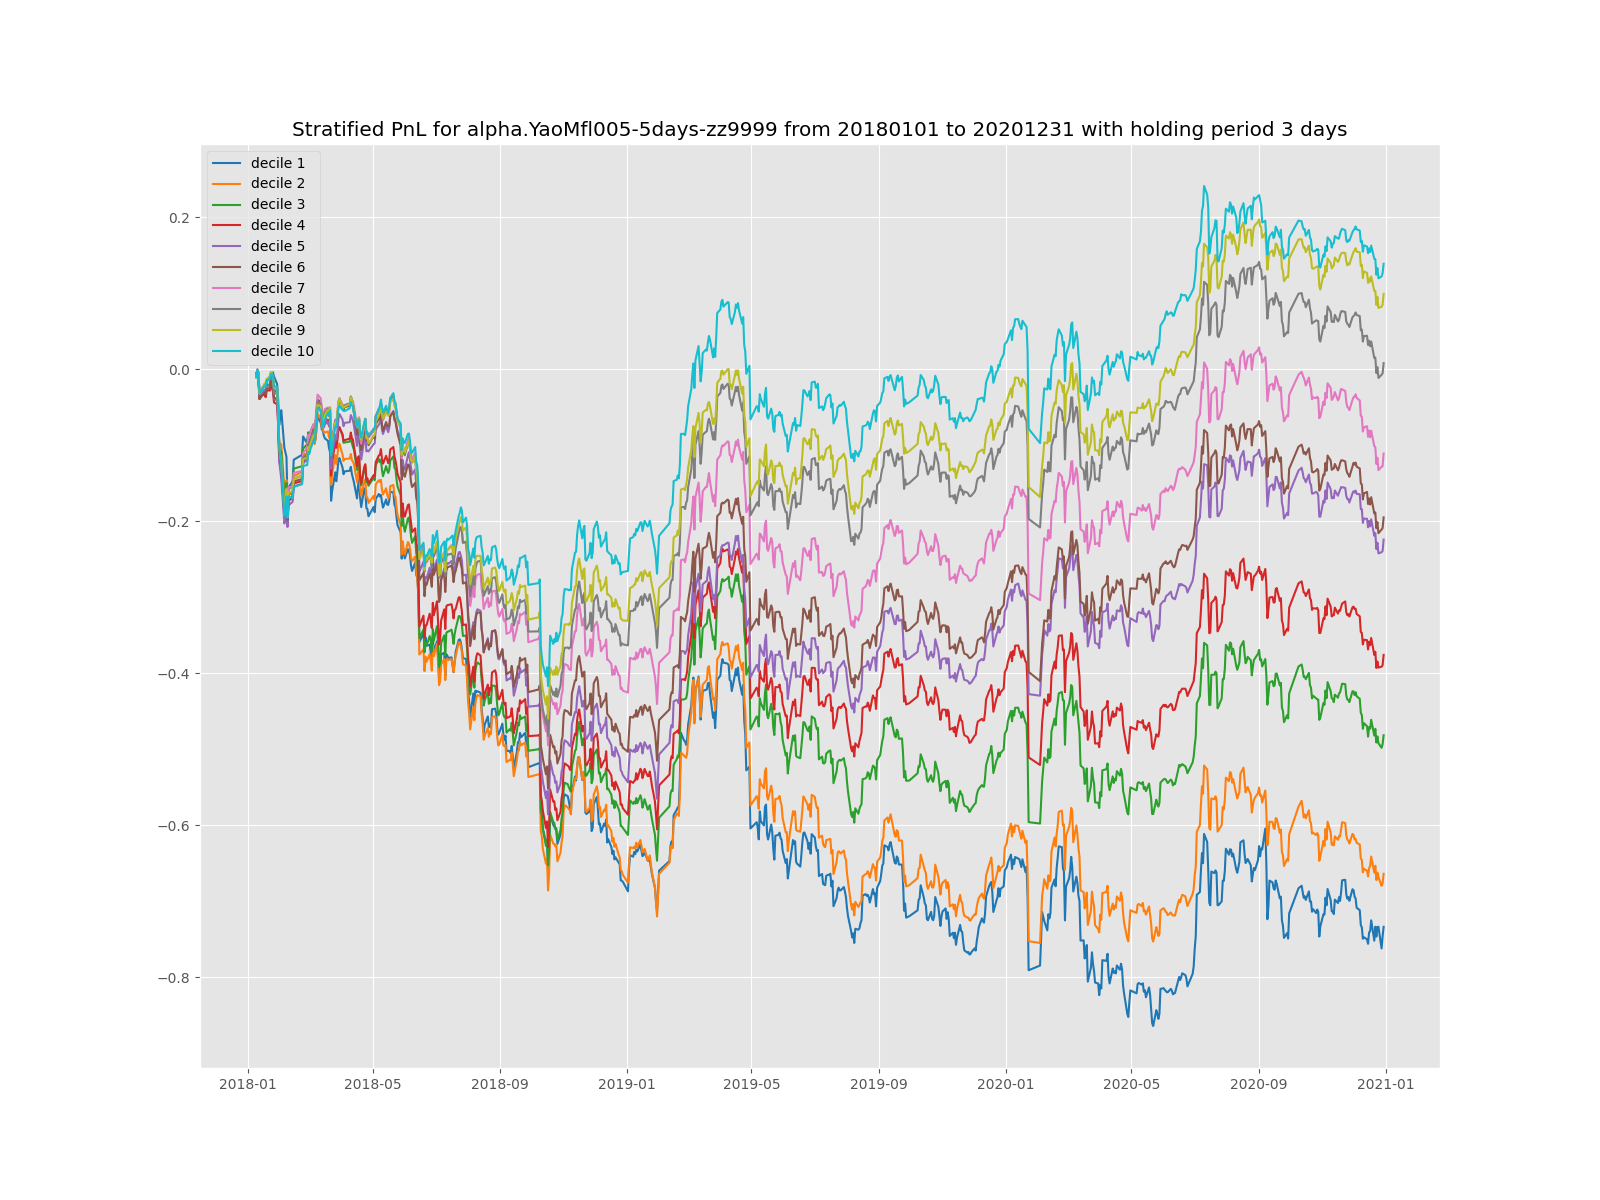 Stratified PnL for alpha.YaoMfl005-5days-zz9999 from 20180101 to 20201231 with holding period 3 days
decile 1
decile 2
decile 3
decile 4
decile 5
decile 6
decile 7
decile 8
decile 9
decile 10
0.2
0.0
−0.2
−0.4
−0.6
−0.8
2018-01 2018-05 2018-09 2019-01 2019-05 2019-09 2020-01 2020-05 2020-09 2021-01